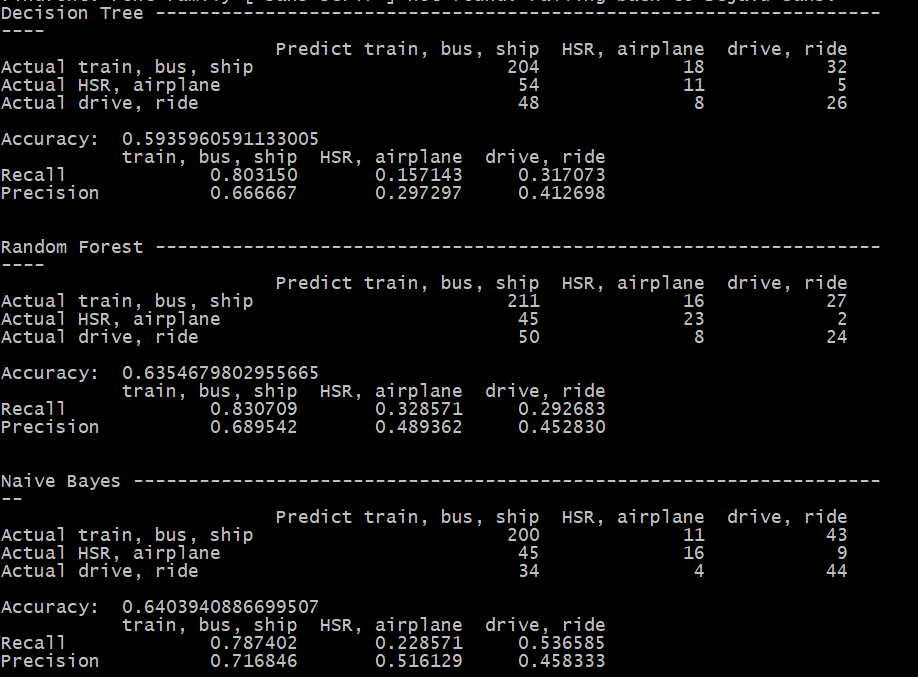 Decision Tree ------------------------------------------------------------------
----
Predict train, bus, ship  HSR, airplane  drive, ride
Actual train, bus, ship 204 18 32
Actual HSR, airplane 54 11 5
Actual drive, ride 48 8 26
Accuracy:  0.5935960591133005
train, bus, ship  HSR, airplane  drive, ride
Recall 0.803150 0.157143 0.317073
Precision 0.666667 0.297297 0.412698
Random Forest ------------------------------------------------------------------
----
Predict train, bus, ship  HSR, airplane  drive, ride
Actual train, bus, ship 211 16 27
Actual HSR, airplane 45 23 2
Actual drive, ride 50 8 24
Accuracy:  0.6354679802955665
train, bus, ship  HSR, airplane  drive, ride
Recall 0.830709 0.328571 0.292683
Precision 0.689542 0.489362 0.452830
Naive Bayes --------------------------------------------------------------------
--
Predict train, bus, ship  HSR, airplane  drive, ride
Actual train, bus, ship 200 11 43
Actual HSR, airplane 45 16 9
Actual drive, ride 34 4 44
Accuracy:  0.6403940886699507
train, bus, ship  HSR, airplane  drive, ride
Recall 0.787402 0.228571 0.536585
Precision 0.716846 0.516129 0.458333